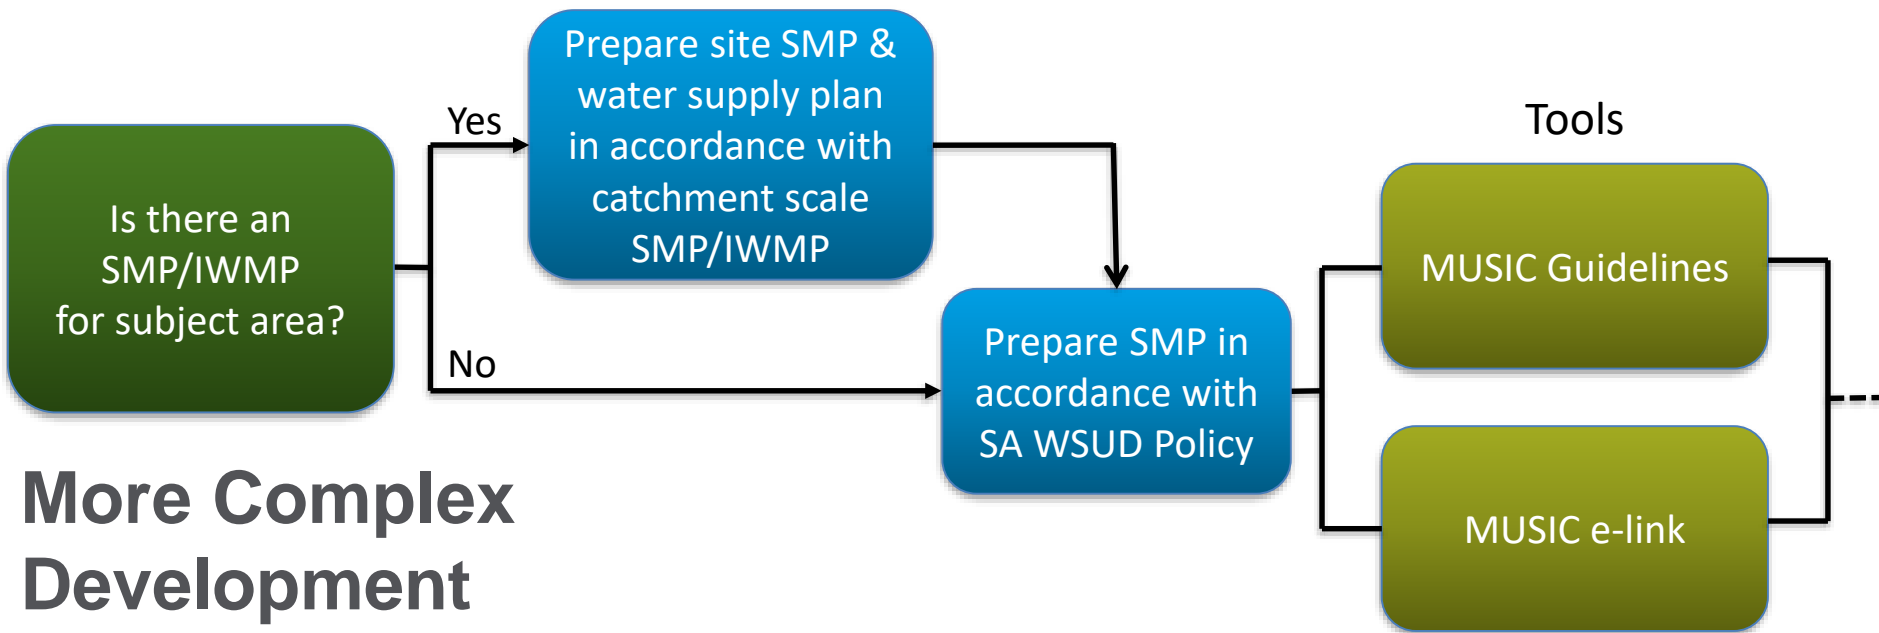 Is there an
SMP/IWMP
for subject area?
Yes
No
Prepare site SMP &
water supply plan
in accordance with
catchment scale
SMP/IWMP
Prepare SMP in
accordance with
SA WSUD Policy
Tools
MUSIC Guidelines
MUSIC e-link
More Complex
Development